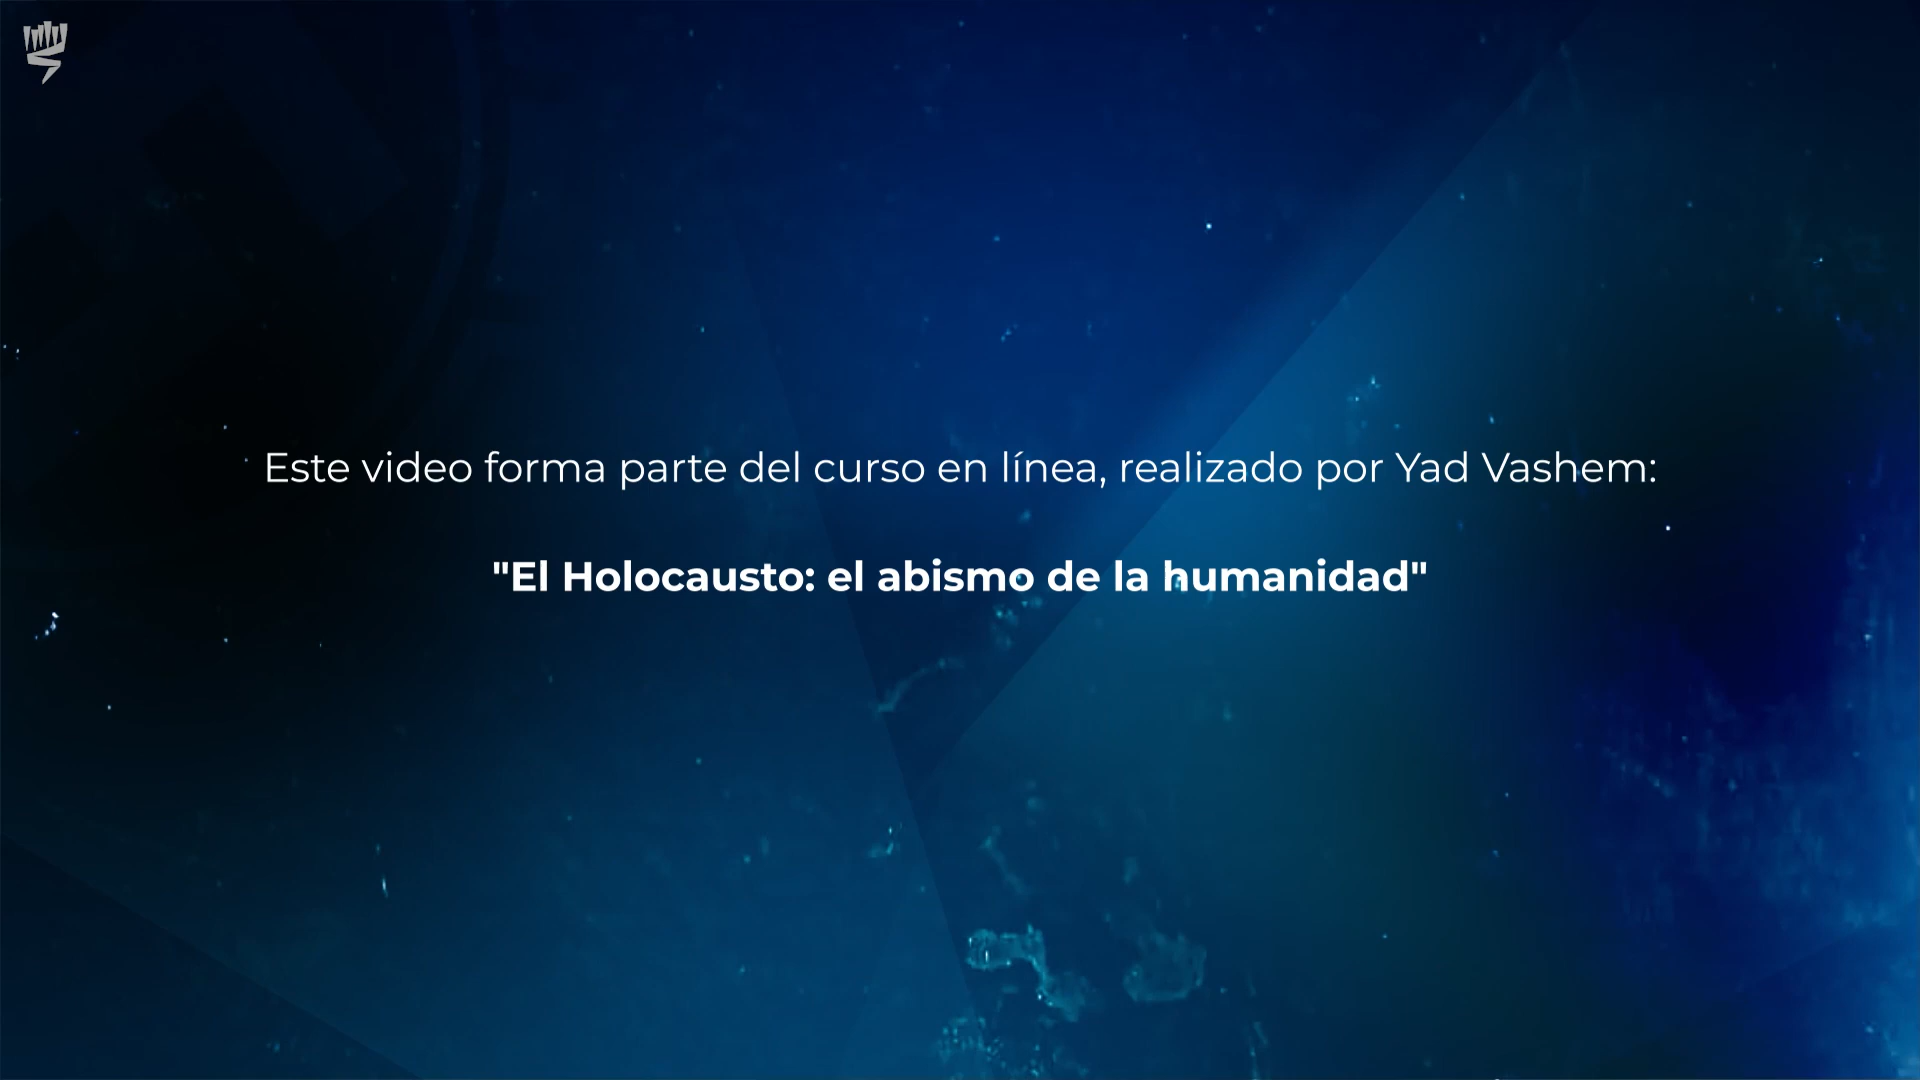 Este video forma parte del curso en línea, realizado por Yad Vashem:
"El Holocausto: el abismo de la humanidad"